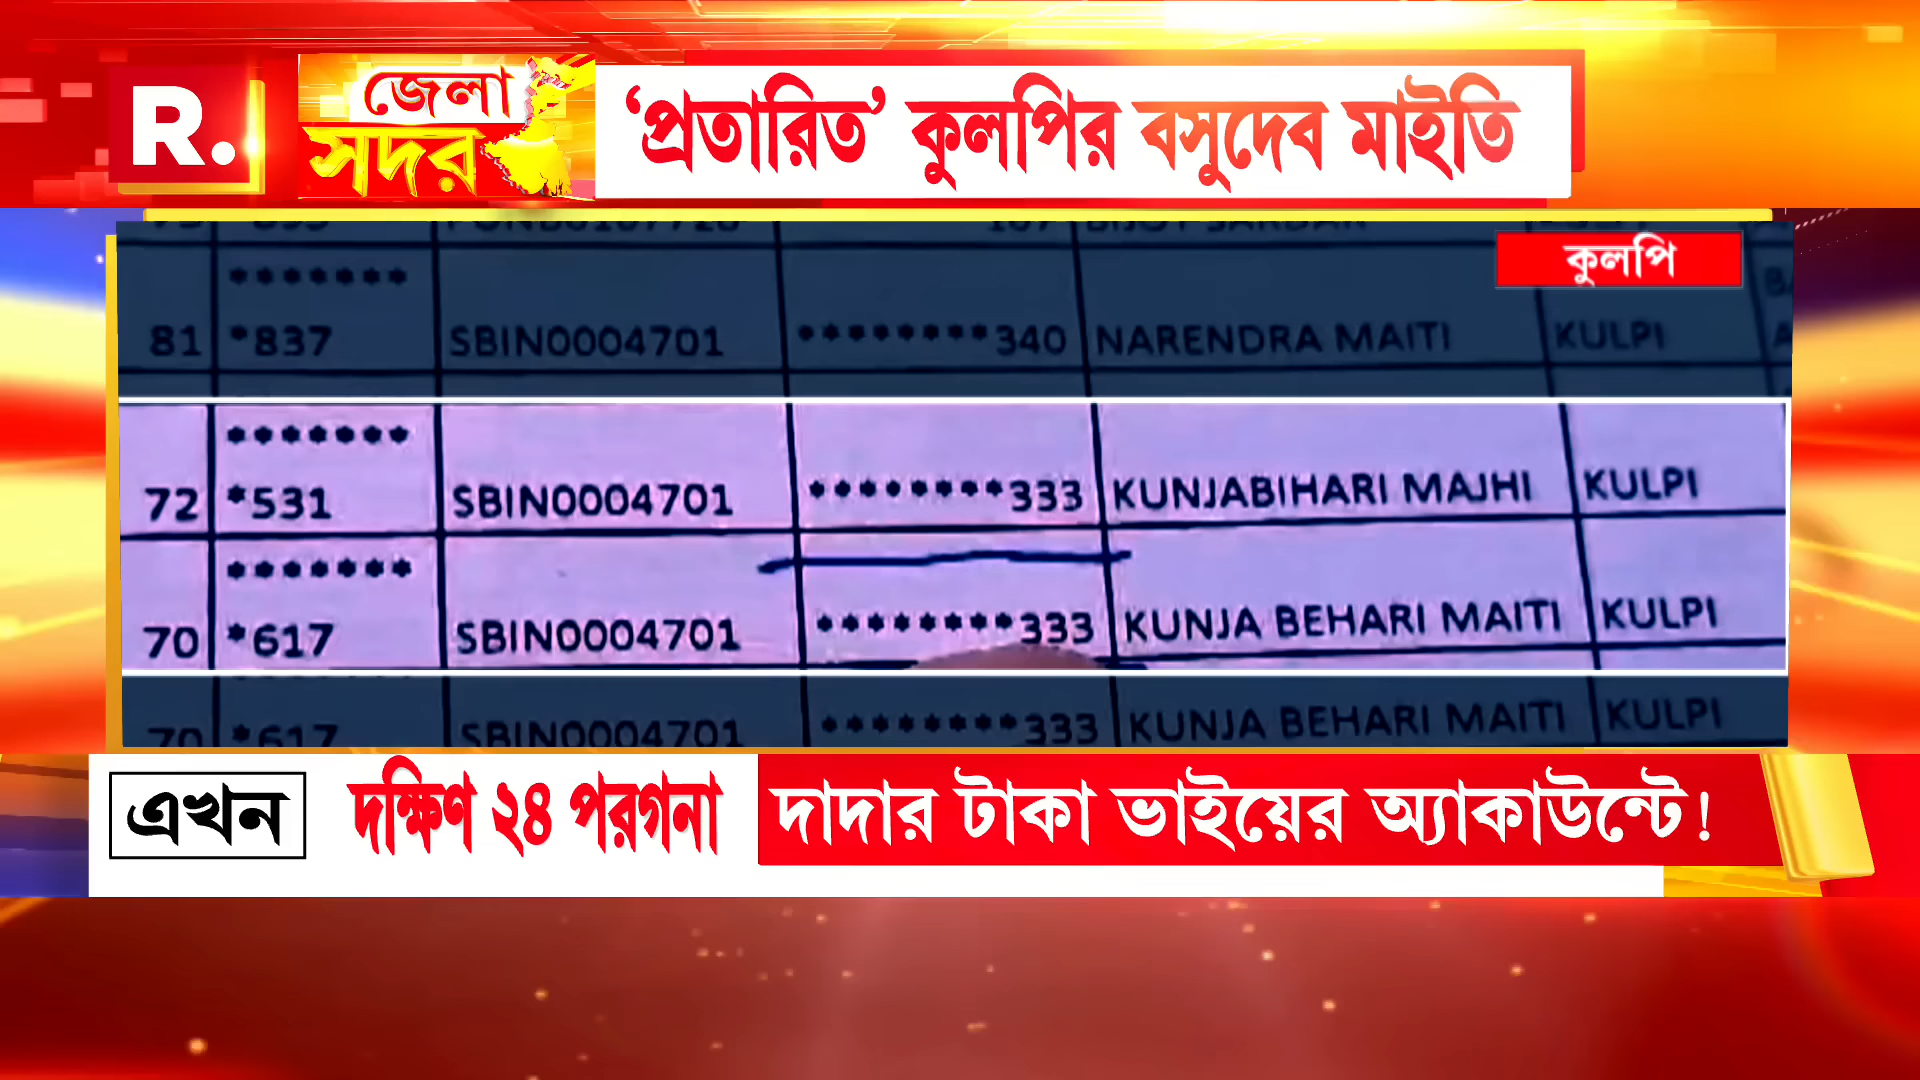 R.
জেলা
সদর
‘প্রতারিত’ কুলপির বসুদেব মাইতি
কুলপি
*******
81 *837 SBIN0004701 ********340 NARENDRA MAITI KULPI
*******
72 *531 SBIN0004701 ********333 KUNJABIHARI MAJHI KULPI
*******
70 *617 SBIN0004701 ********333 KUNJA BEHARI MAITI KULPI
70 *617 SBIN0004701 ********333 KUNJA BEHARI MAITI KULPI
এখন দক্ষিণ ২৪ পরগনা দাদার টাকা ভাইয়ের অ্যাকাউন্টে!